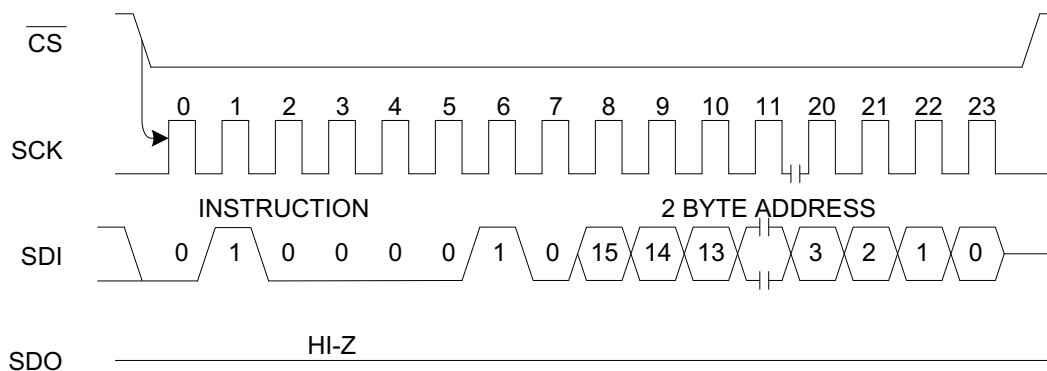 CS
0 1 2 3 4 5 6 7 8 9 10 11 20 21 22 23
SCK
INSTRUCTION 2 BYTE ADDRESS
SDI 0 1 0 0 0 0 1 0 15 14 13 3 2 1 0
HI-Z
SDO